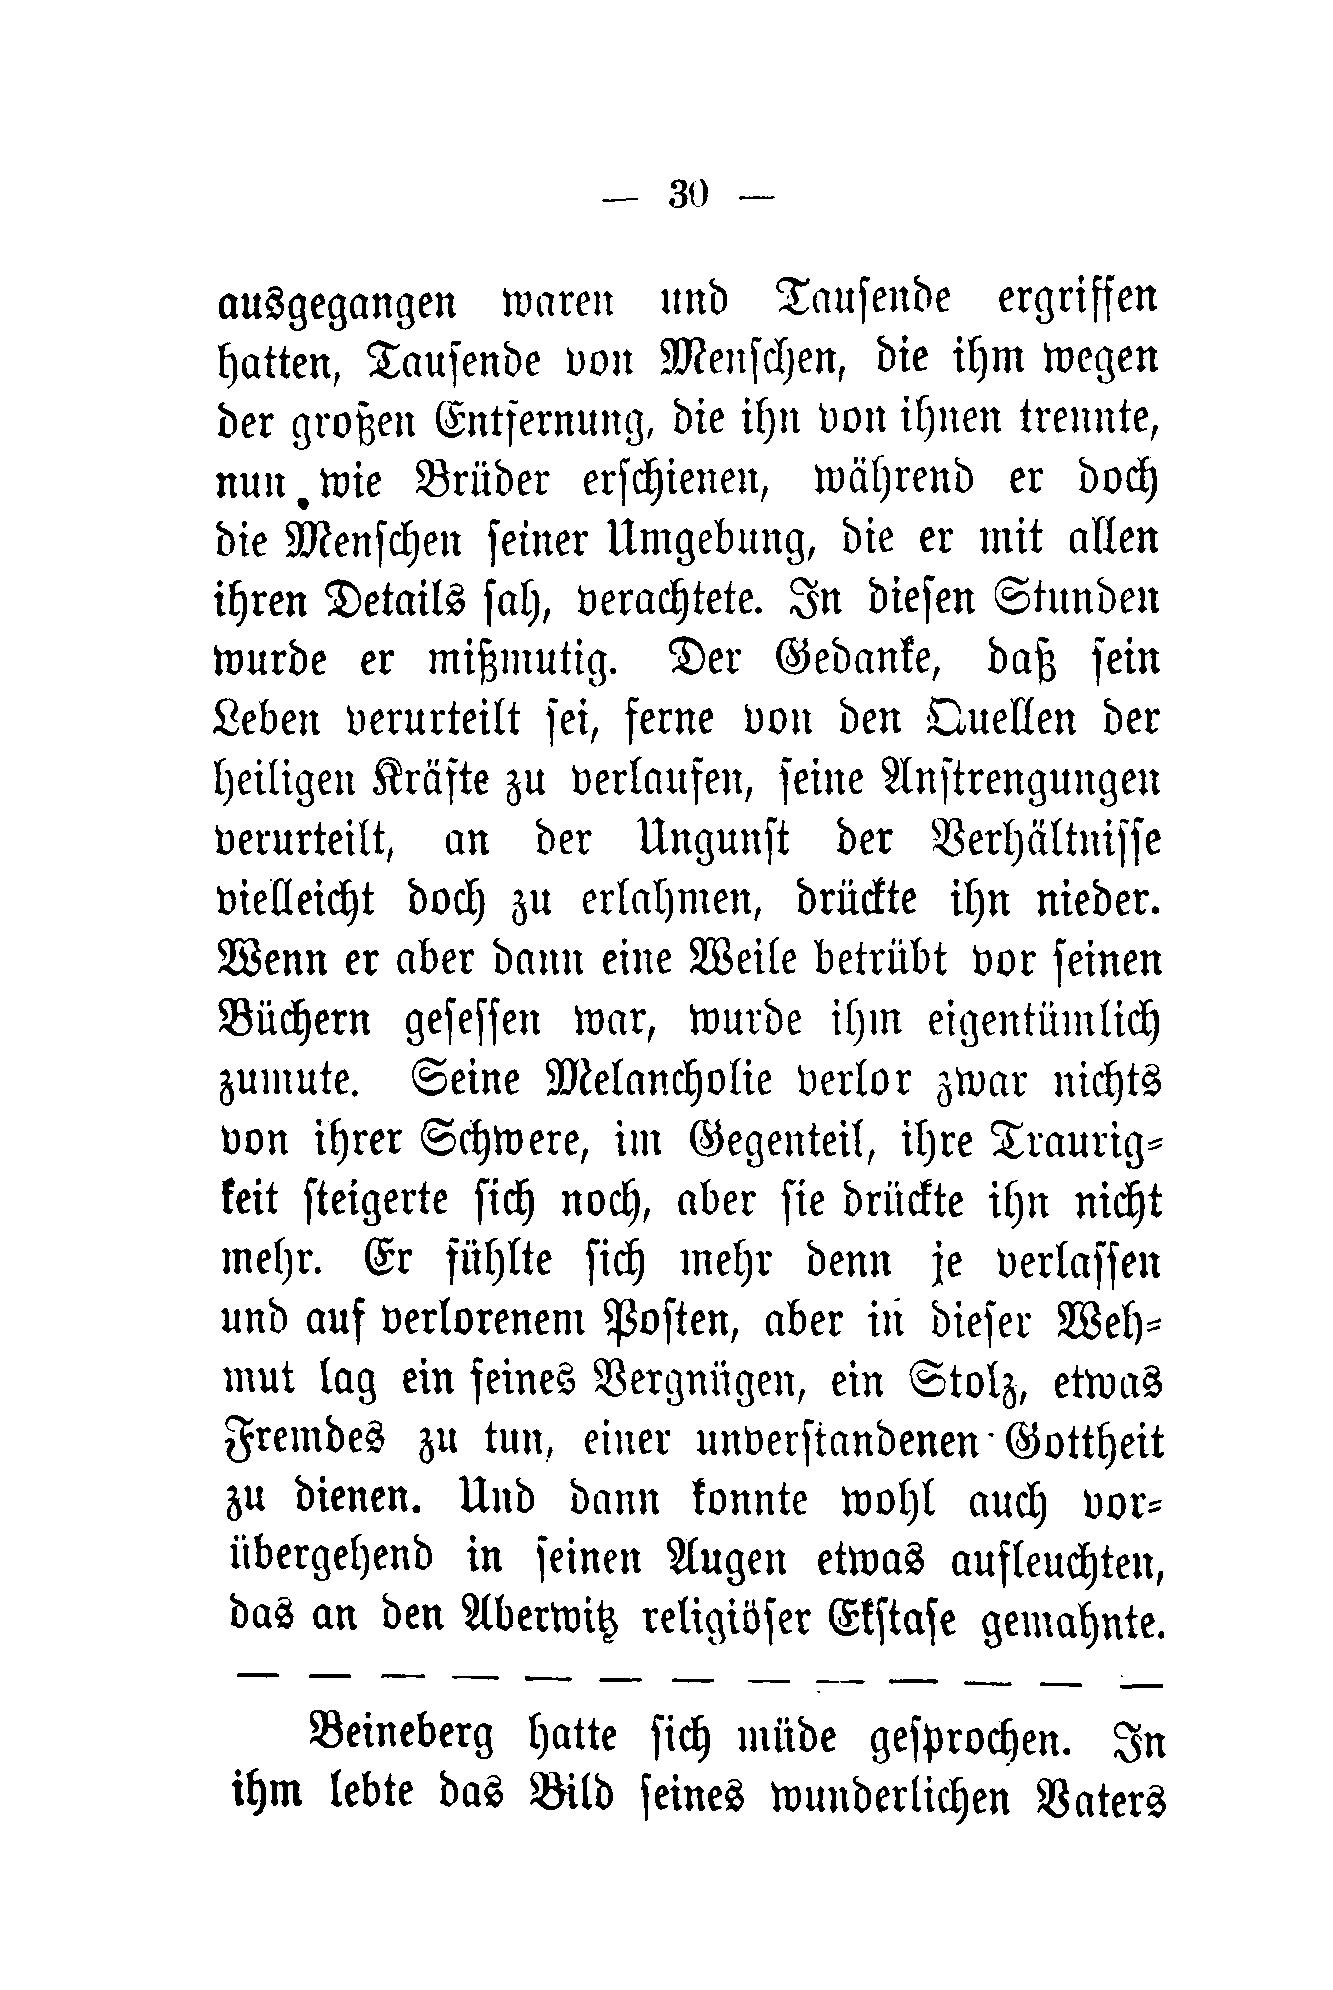 — 30 —
ausgegangen waren und Tausende ergriffen
hatten, Tausende von Menschen, die ihm wegen
der großen Entfernung, die ihn von ihnen trennte,
nun wie Brüder erschienen, während er doch
die Menschen seiner Umgebung, die er mit allen
ihren Details sah, verachtete. In diesen Stunden
wurde er mißmutig. Der Gedanke, daß sein
Leben verurteilt sei, ferne von den Quellen der
heiligen Kräfte zu verlaufen, seine Anstrengungen
verurteilt, an der Ungunst der Verhältnisse
vielleicht doch zu erlahmen, drückte ihn nieder.
Wenn er aber dann eine Weile betrübt vor seinen
Büchern gesessen war, wurde ihm eigentümlich
zumute. Seine Melancholie verlor zwar nichts
von ihrer Schwere, im Gegenteil, ihre Traurig-
keit steigerte sich noch, aber sie drückte ihn nicht
mehr. Er fühlte sich mehr denn je verlassen
und auf verlorenem Posten, aber in dieser Weh-
mut lag ein feines Vergnügen, ein Stolz, etwas
Fremdes zu tun, einer unverstandenen Gottheit
zu dienen. Und dann konnte wohl auch vor-
übergehend in seinen Augen etwas aufleuchten,
das an den Aberwitz religiöser Ekstase gemahnte.
— — — — — — — — — — — — —
Beineberg hatte sich müde gesprochen. In
ihm lebte das Bild seines wunderlichen Vaters